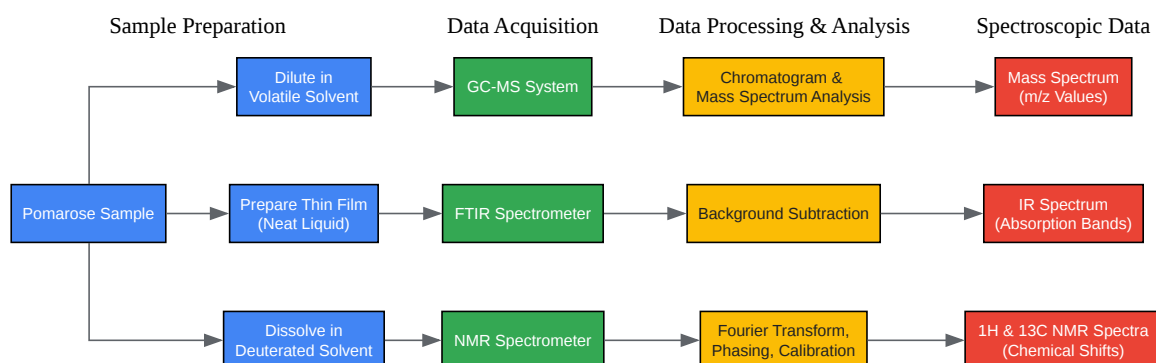 Sample Preparation
Data Acquisition
Data Processing & Analysis
Spectroscopic Data
Dilute in
Volatile Solvent
GC-MS System
Chromatogram &
Mass Spectrum Analysis
Mass Spectrum
(m/z Values)
Pomarose Sample
Prepare Thin Film
(Neat Liquid)
FTIR Spectrometer
Background Subtraction
IR Spectrum
(Absorption Bands)
Dissolve in
Deuterated Solvent
NMR Spectrometer
Fourier Transform,
Phasing, Calibration
1H & 13C NMR Spectra
(Chemical Shifts)